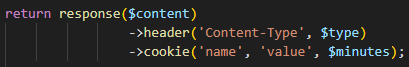 return response($content)
                ->header('Content-Type', $type)
                ->cookie('name', 'value', $minutes);